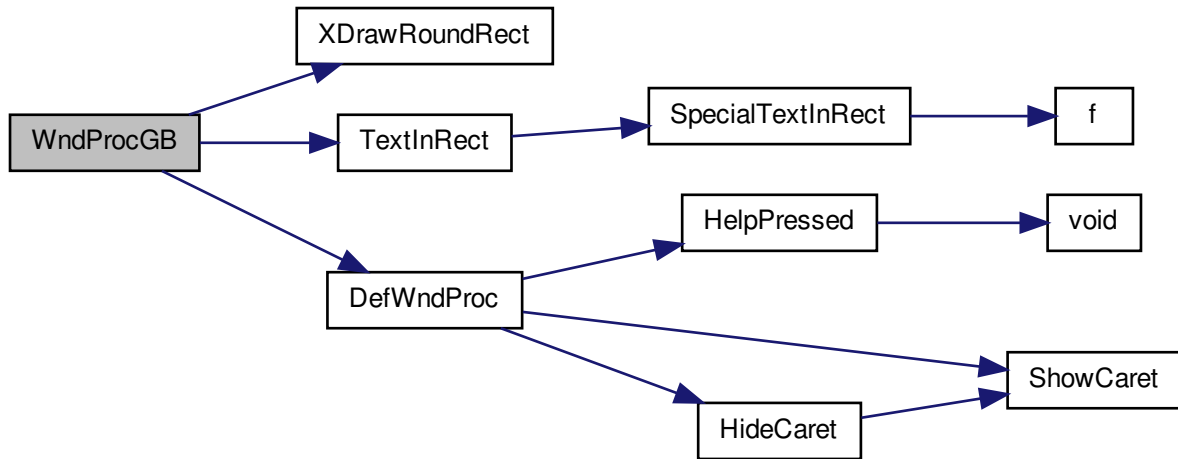 XDrawRoundRect
WndProcGB
TextInRect
SpecialTextInRect
f
HelpPressed
void
DefWndProc
ShowCaret
HideCaret